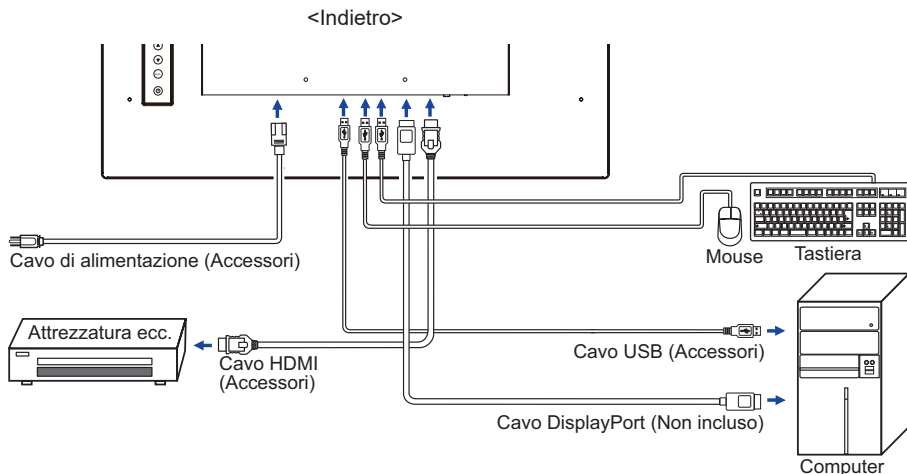 <Indietro>
Cavo di alimentazione (Accessori)
Mouse
Tastiera
Attrezzatura ecc.
Cavo HDMI
(Accessori)
Cavo USB (Accessori)
Cavo DisplayPort (Non incluso)
Computer